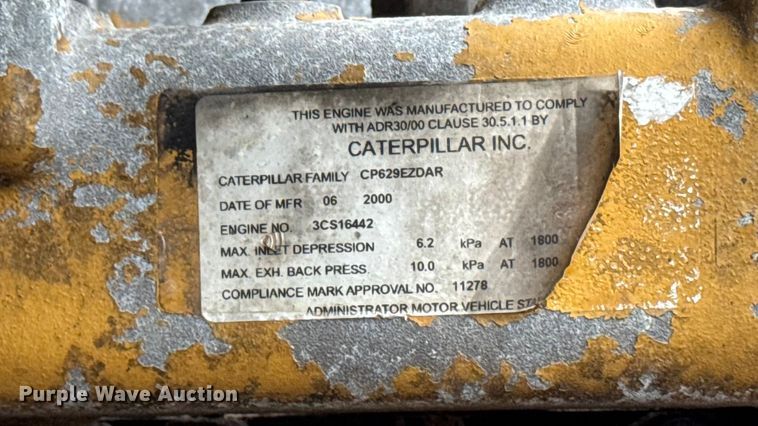 THIS ENGINE WAS MANUFACTURED TO COMPLY
WITH ADR30/00 CLAUSE 30.5.1.1 BY
CATERPILLAR INC.
CATERPILLAR FAMILY CP629EZDAR
DATE OF MFR 06 2000
ENGINE NO. 3CS16442
MAX. INLET DEPRESSION 6.2 kPa AT 1800
MAX. EXH. BACK PRESS. 10.0 kPa AT 1800
COMPLIANCE MARK APPROVAL NO. 11278
ADMINISTRATOR MOTOR VEHICLE
Purple Wave Auction